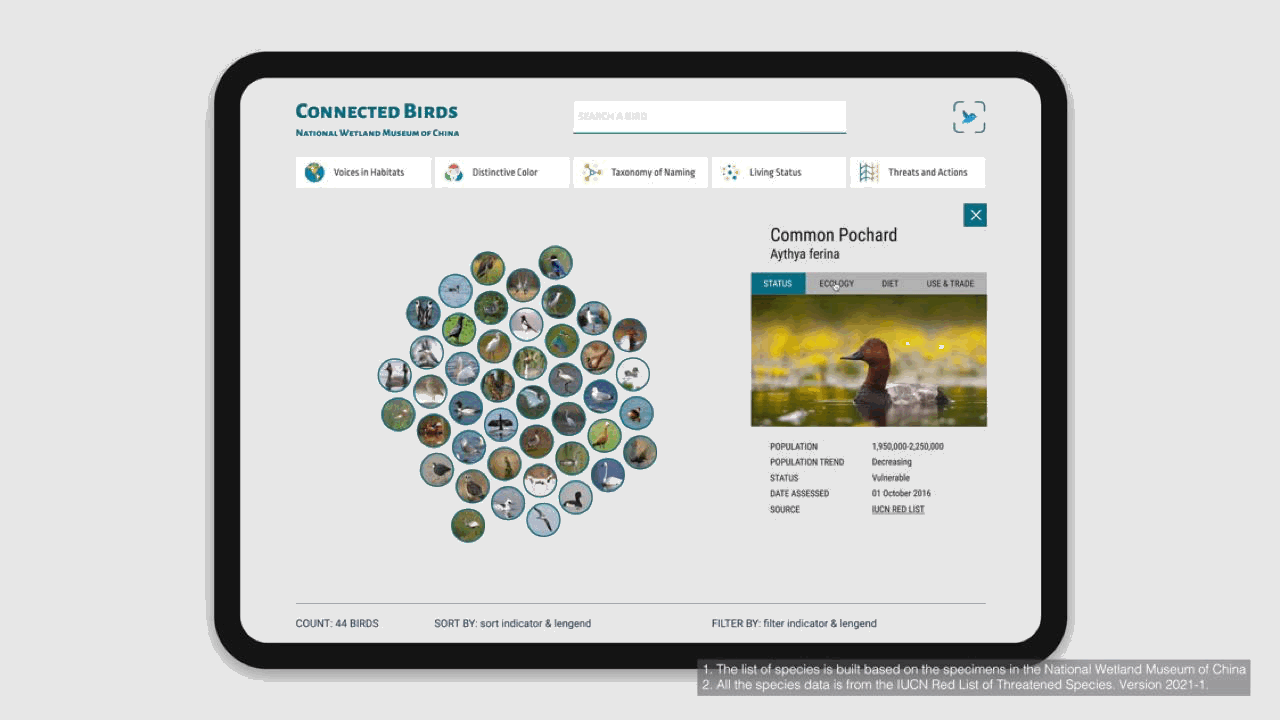 CONNECTED BIRDS
NATIONAL WETLAND MUSEUM OF CHINA
SEARCH A BIRD
Voices in Habitats
Distinctive Color
Taxonomy of Naming
Living Status
Threats and Actions
Common Pochard
Aythya ferina
STATUS ECOLOGY DIET USE & TRADE
POPULATION 1,950,000-2,250,000
POPULATION TREND Decreasing
STATUS Vulnerable
DATE ASSESSED 01 October 2016
SOURCE IUCN RED LIST
COUNT: 44 BIRDS
SORT BY: sort indicator & lengend
FILTER BY: filter indicator & lengend
1. The list of species is built based on the specimens in the National Wetland Museum of China
2. All the species data is from the IUCN Red List of Threatened Species. Version 2021-1.